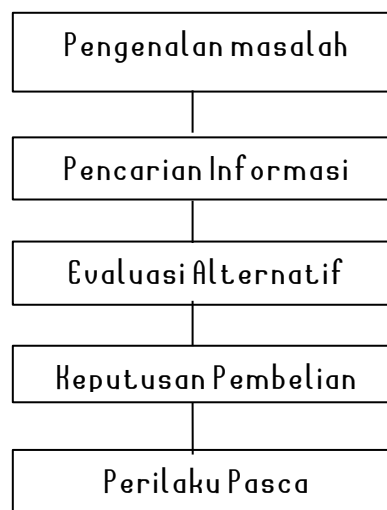 Pengenalan masalah
Pencarian Informasi
Evaluasi Alternatif
Keputusan Pembelian
Perilaku Pasca